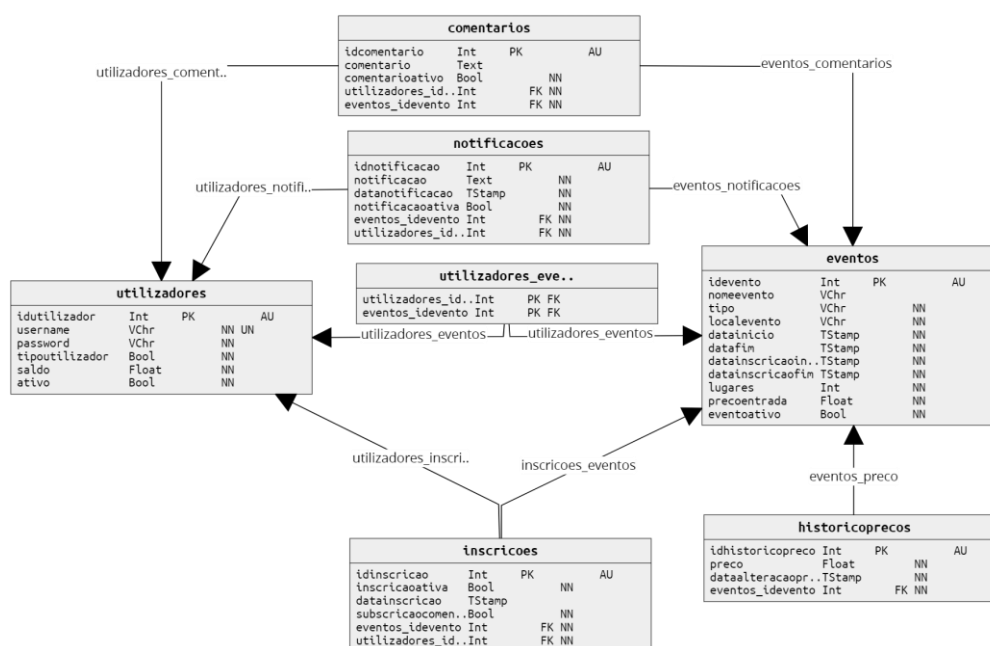 comentarios
idcomentario Int PK AU
comentario Text
comentarioativo Bool NN
utilizadores_id..Int FK NN
eventos_idevento Int FK NN
utilizadores_coment..
eventos_comentarios
notificacoes
idnotificacao Int PK AU
notificacao Text NN
datanotificacao TStamp NN
notificacaoativa Bool NN
eventos_idevento Int FK NN
utilizadores_id..Int FK NN
utilizadores_notifi..
eventos_notificacoes
utilizadores_eve..
utilizadores_id..Int PK FK
eventos_idevento Int PK FK
utilizadores_eventos
utilizadores_eventos
utilizadores
idutilizador Int PK AU
username VChr NN UN
password VChr NN
tipoutilizador Bool NN
saldo Float NN
ativo Bool NN
eventos
idevento Int PK AU
nomeevento VChr
tipo VChr NN
localevento VChr NN
datainicio TStamp NN
datafim TStamp NN
datainscricaoin..TStamp NN
datainscricaofim TStamp NN
lugares Int NN
precoentrada Float NN
eventoativo Bool NN
utilizadores_inscri..
inscricoes_eventos
eventos_preco
inscricoes
idinscricao Int PK AU
inscricaoativa Bool NN
datainscricao TStamp
subscricaocomen..Bool NN
eventos_idevento Int FK NN
utilizadores_id..Int FK NN
historicoprecos
idhistoricopreco Int PK AU
preco Float NN
dataalteracaopr..TStamp NN
eventos_idevento Int FK NN